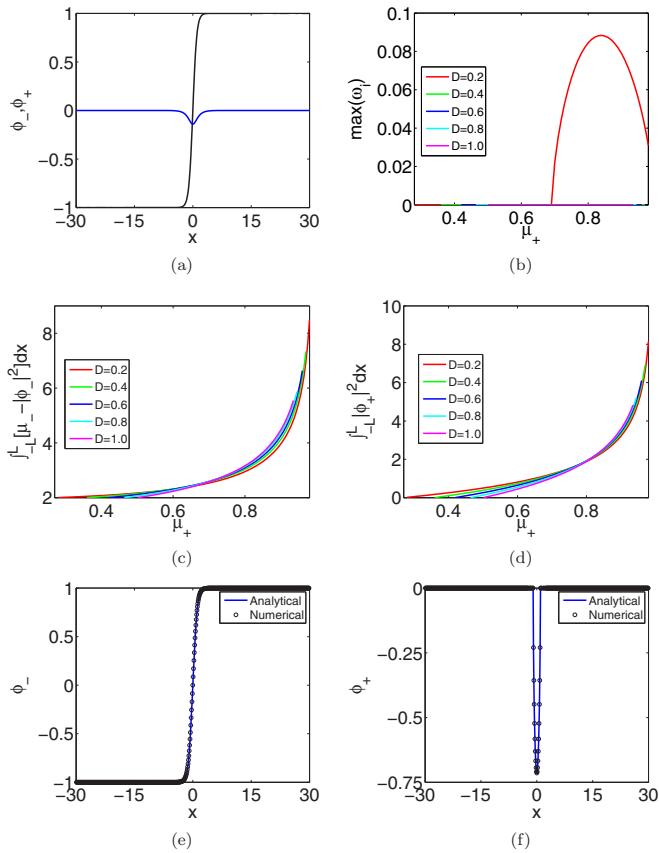 1
0.5
0
−0.5
−1
ϕ_-,ϕ_+
−30
−15
0
15
30
x
(a)
0.1
0.08
0.06
0.04
0.02
0
max(ω_i)
D=0.2
D=0.4
D=0.6
D=0.8
D=1.0
0.4
0.6
0.8
μ_+
(b)
8
6
4
2
∫_{-L}^{L}[μ_-−|ϕ_-|^2]dx
D=0.2
D=0.4
D=0.6
D=0.8
D=1.0
0.4
0.6
0.8
μ_+
(c)
10
8
6
4
2
0
∫_{-L}^{L}|ϕ_+|^2dx
D=0.2
D=0.4
D=0.6
D=0.8
D=1.0
0.4
0.6
0.8
μ_+
(d)
1
0.5
0
−0.5
−1
ϕ_-
Analytical
Numerical
−30
−15
0
15
30
x
(e)
0
−0.25
−0.5
−0.75
ϕ_+
Analytical
Numerical
−30
−15
0
15
30
x
(f)